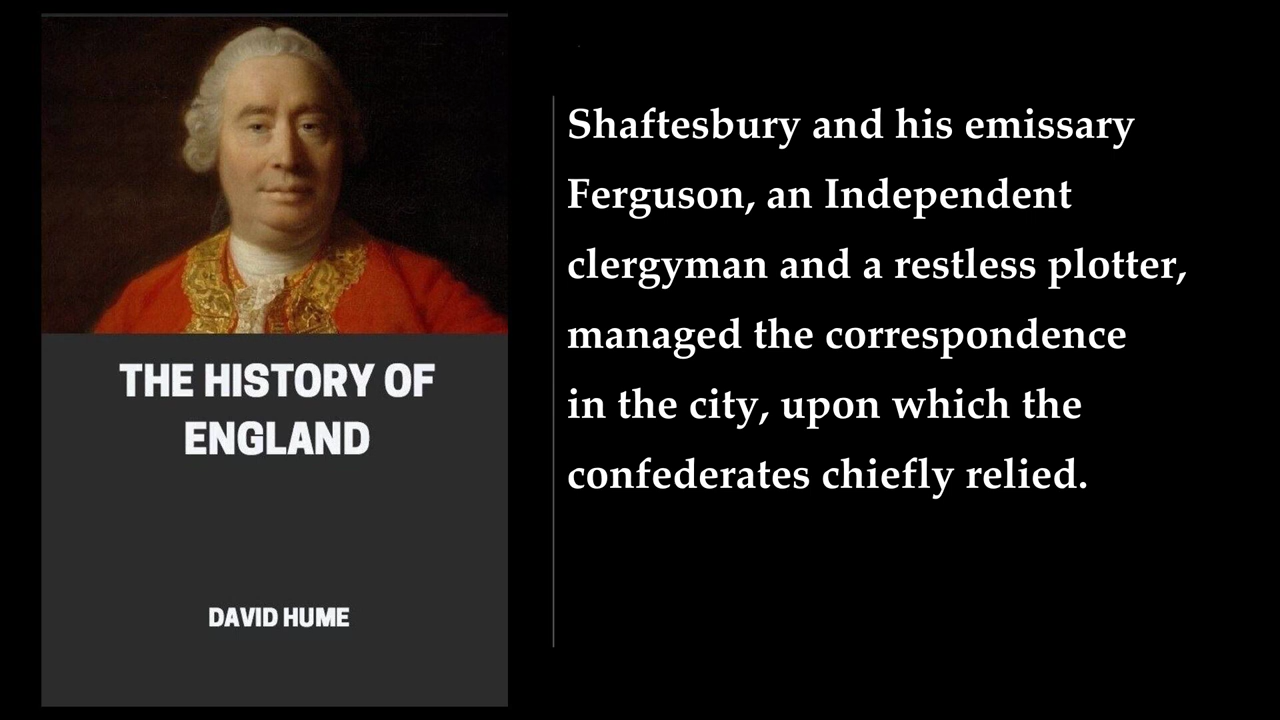 THE HISTORY OF
ENGLAND
DAVID HUME
Shaftesbury and his emissary
Ferguson, an Independent
clergyman and a restless plotter,
managed the correspondence
in the city, upon which the
confederates chiefly relied.